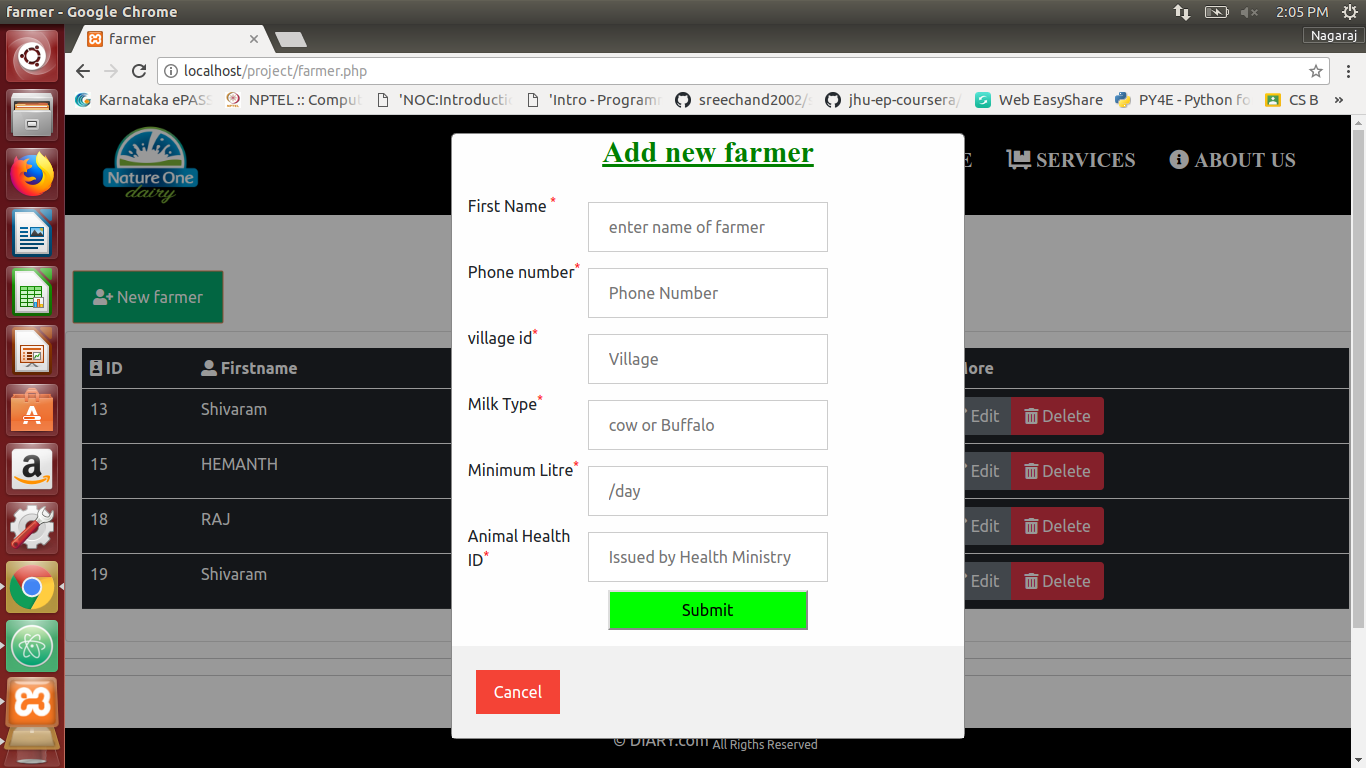 farmer - Google Chrome
2:05 PM
farmer
Nagaraj
localhost/project/farmer.php
Karnataka ePASS
NPTEL :: Comput
'NOC:Introducti
'Intro - Programm
sreechand2002/s
jhu-ep-coursera/
Web EasyShare
PY4E - Python fo
CS B
»
Nature One
dairy
SERVICES
ABOUT US
Add new farmer
First Name *
enter name of farmer
Phone number*
Phone Number
New farmer
village id*
Village
ID Firstname
More
Milk Type*
cow or Buffalo
13 Shivaram
Edit Delete
Minimum Litre*
/day
15 HEMANTH
Edit Delete
18 RAJ
Edit Delete
Animal Health
ID*
Issued by Health Ministry
19 Shivaram
Edit Delete
Submit
Cancel
© DIARY.com All Rigths Reserved